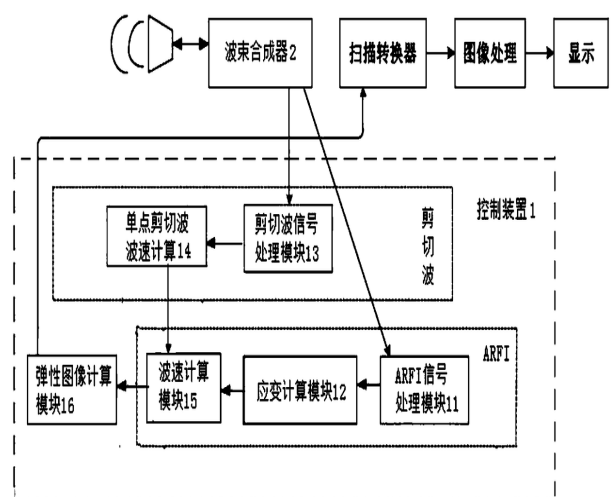 波束合成器2
扫描转换器
图像处理
显示
控制装置1
剪
切
波
单点剪切波
波速计算14
剪切波信号
处理模块13
ARFI
弹性图像计算
模块16
波速计算
模块15
应变计算模块12
ARFI信号
处理模块11